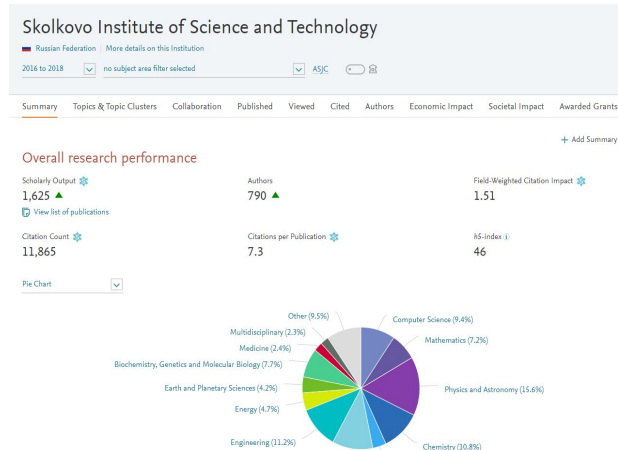 Skolkovo Institute of Science and Technology
Russian Federation More details on this Institution
2016 to 2018 no subject area filter selected ASJC
Summary Topics & Topic Clusters Collaboration Published Viewed Cited Authors Economic Impact Societal Impact Awarded Grants
+ Add Summary
Overall research performance
Scholarly Output Authors Field-Weighted Citation Impact
1,625 790 1.51
View list of publications
Citation Count Citations per Publication h5-index
11,865 7.3 46
Pie Chart
Other (9.5%) Computer Science (9.4%)
Multidisciplinary (2.3%) Mathematics (7.2%)
Medicine (2.4%)
Biochemistry, Genetics and Molecular Biology (7.7%)
Earth and Planetary Sciences (4.2%) Physics and Astronomy (15.6%)
Energy (4.7%)
Engineering (11.2%) Chemistry (10.8%)